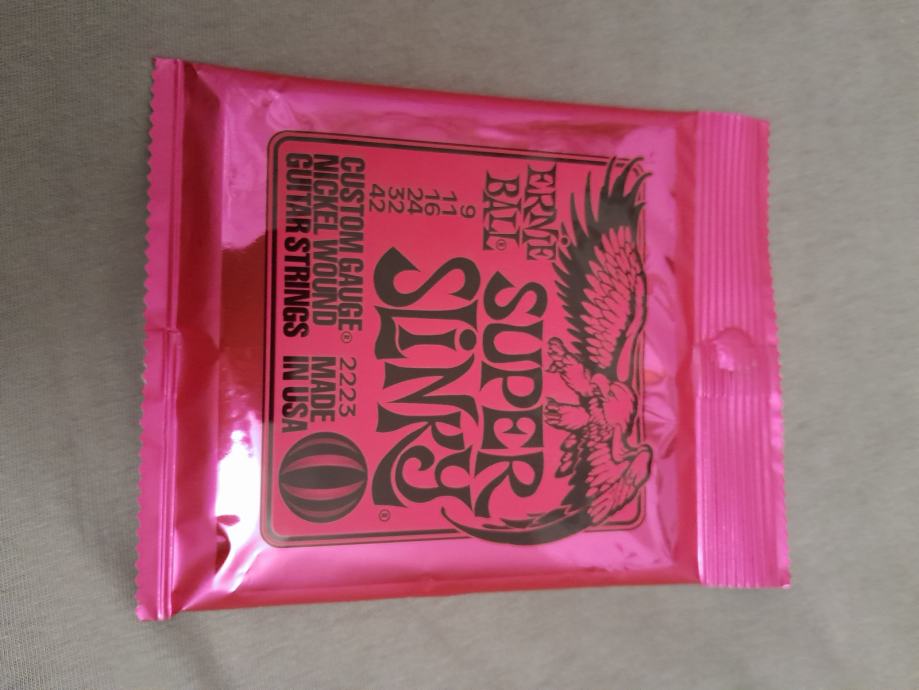 ERNIE
BALL®
SUPER
SLINKY®
9
11
16
24
32
42
CUSTOM GAUGE® 2223
NICKEL WOUND MADE
GUITAR STRINGS IN USA